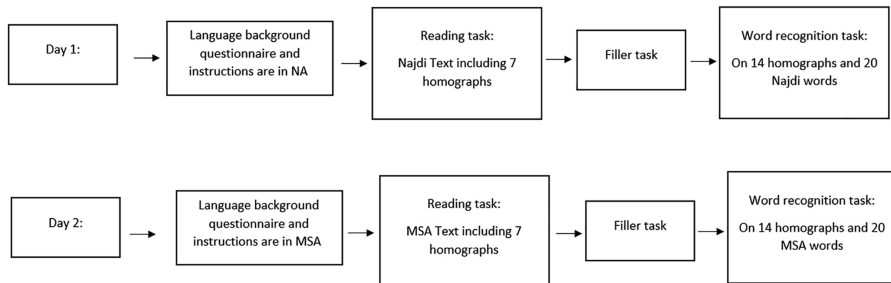 Day 1:
Language background
questionnaire and
instructions are in NA
Reading task:
Najdi Text including 7
homographs
Filler task
Word recognition task:
On 14 homographs and 20
Najdi words
Day 2:
Language background
questionnaire and
instructions are in MSA
Reading task:
MSA Text including 7
homographs
Filler task
Word recognition task:
On 14 homographs and 20
MSA words